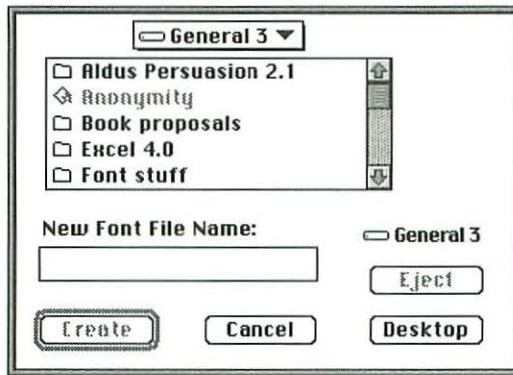 General 3
Aldus Persuasion 2.1
Anonymity
Book proposals
Excel 4.0
Font stuff
New Font File Name:
General 3
Eject
Create Cancel Desktop